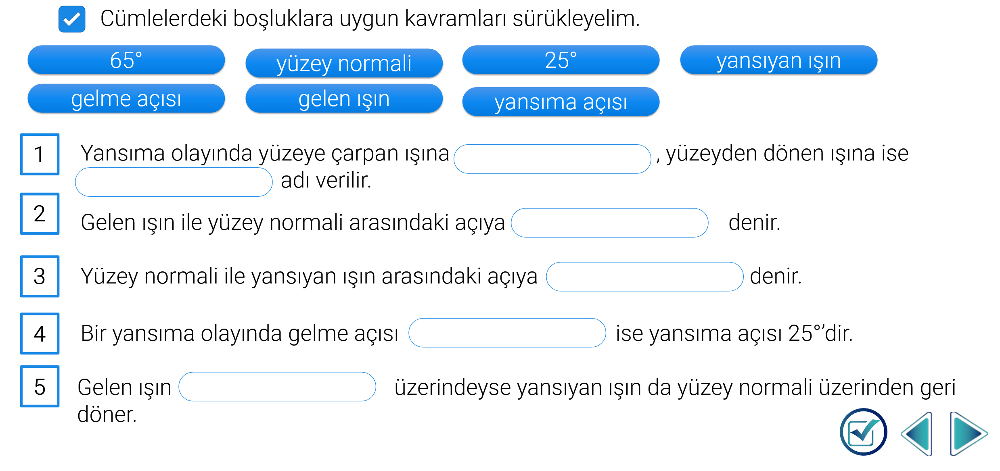 Cümlelerdeki boşluklara uygun kavramları sürükleyelim.
65° yüzey normali 25° yansıyan ışın
gelme açısı gelen ışın yansıma açısı
1 Yansıma olayında yüzeye çarpan ışına , yüzeyden dönen ışına ise
adı verilir.
2 Gelen ışın ile yüzey normali arasındaki açıya denir.
3 Yüzey normali ile yansıyan ışın arasındaki açıya denir.
4 Bir yansıma olayında gelme açısı ise yansıma açısı 25°’dir.
5 Gelen ışın üzerindeyse yansıyan ışın da yüzey normali üzerinden geri
döner.